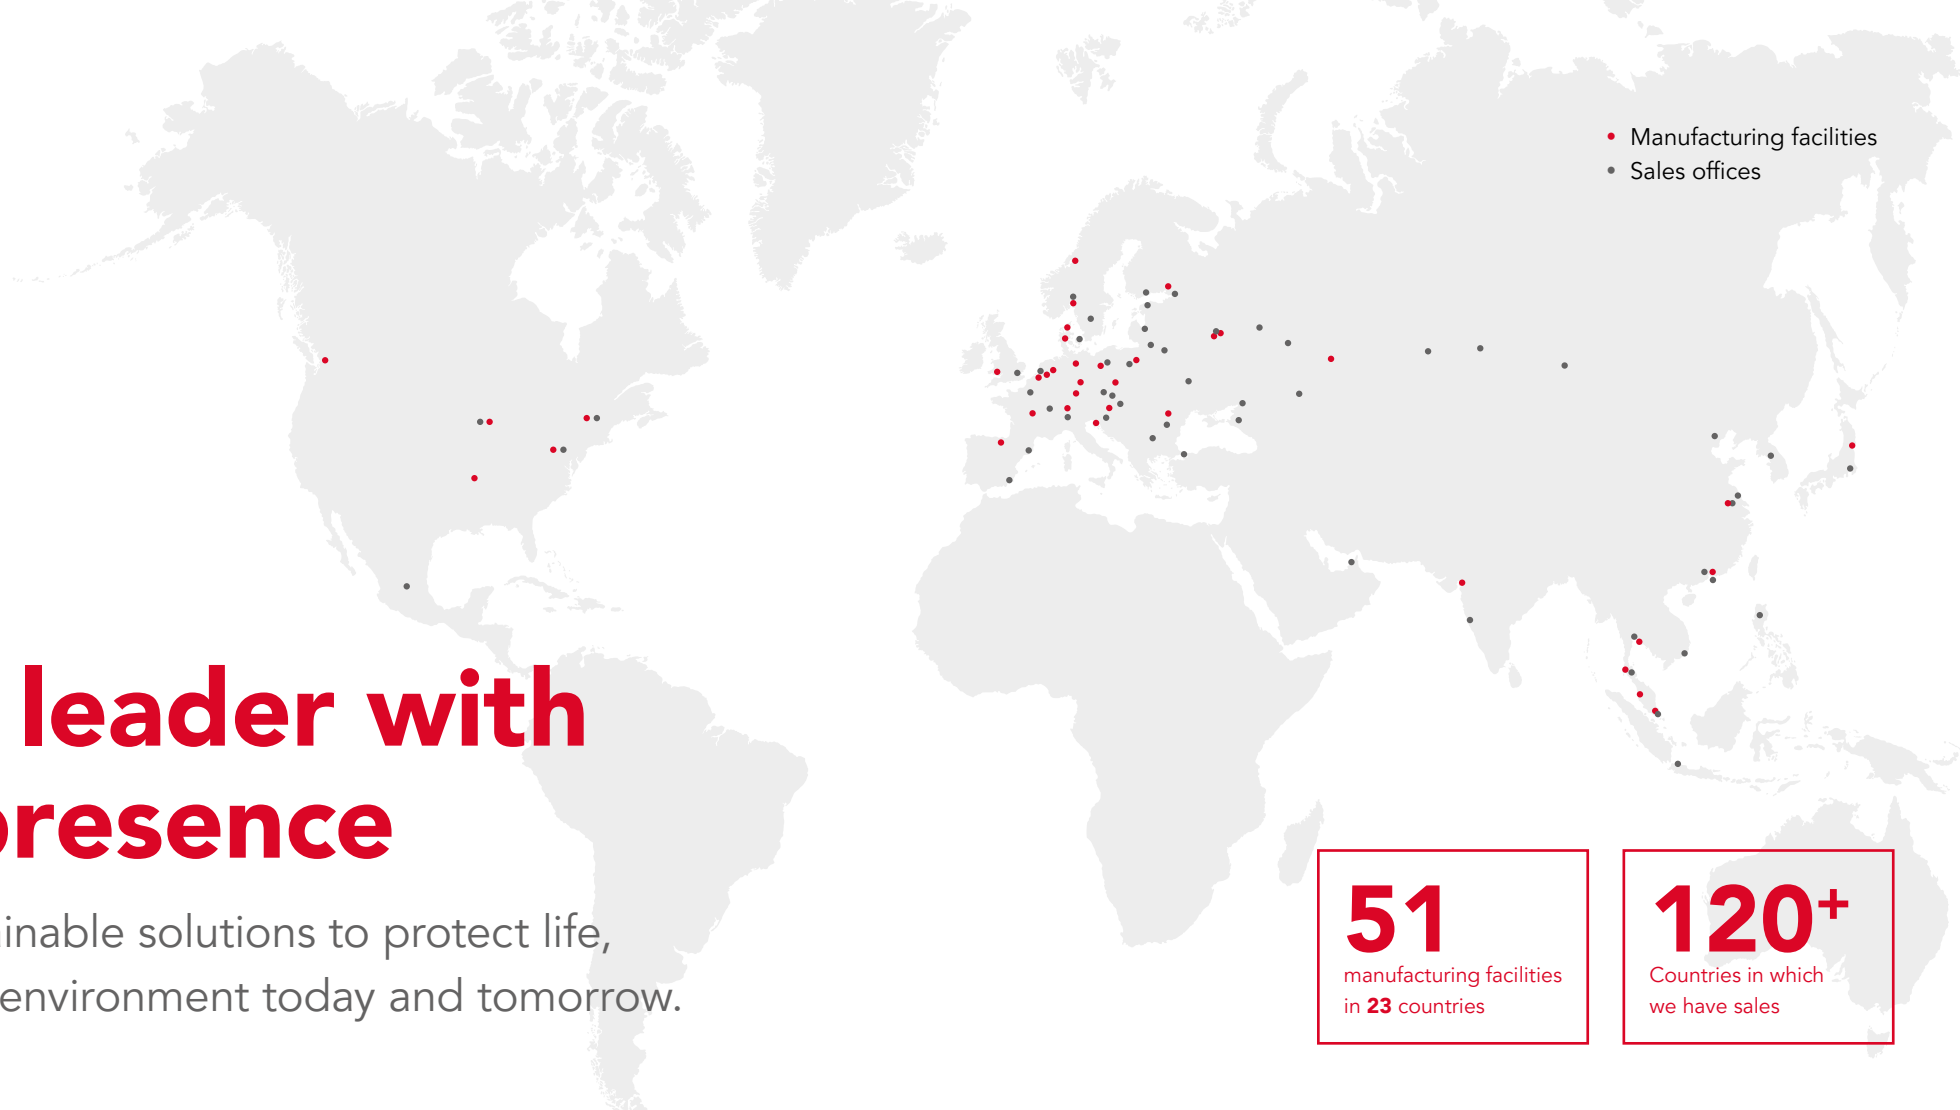 Manufacturing facilities
Sales offices
leader with
presence
inable solutions to protect life,
environment today and tomorrow.
51
manufacturing facilities
in 23 countries
120+
Countries in which
we have sales